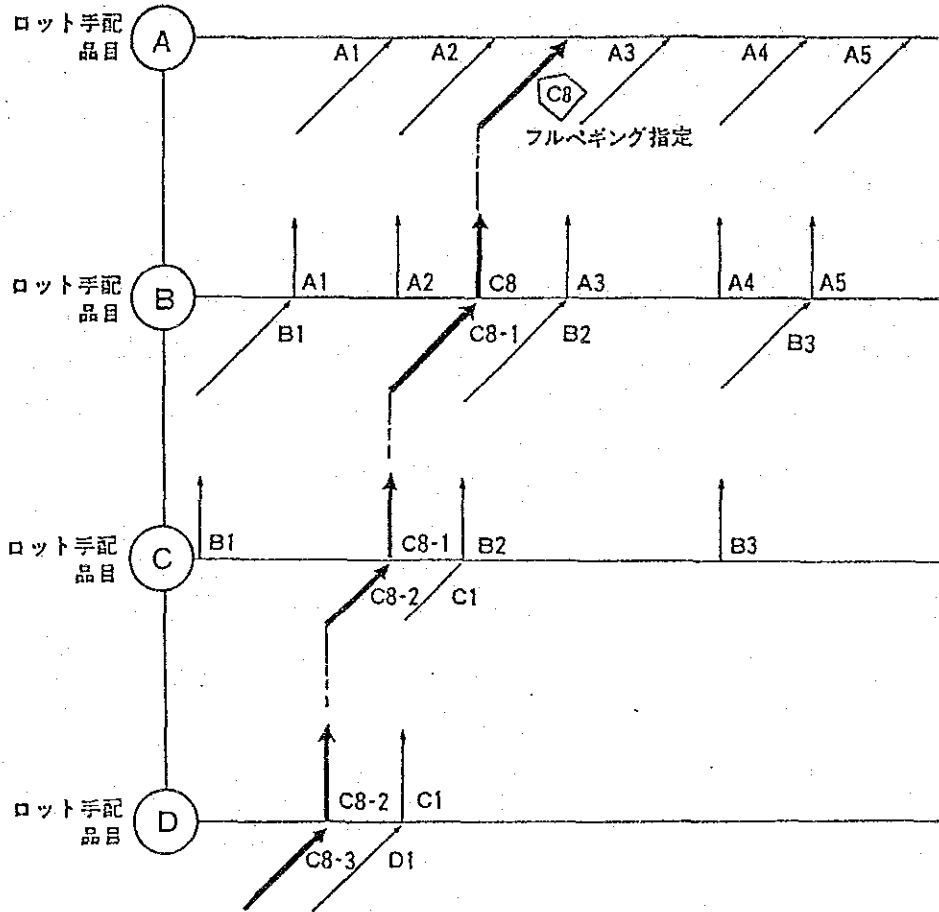 ロット手配
品目
A
A1
A2
C8
A3
A4
A5
フルペギング指定
ロット手配
品目
B
A1
A2
C8
A3
A4
A5
B1
C8-1
B2
B3
ロット手配
品目
C
B1
C8-1
B2
B3
C8-2
C1
ロット手配
品目
D
C8-2
C1
C8-3
D1